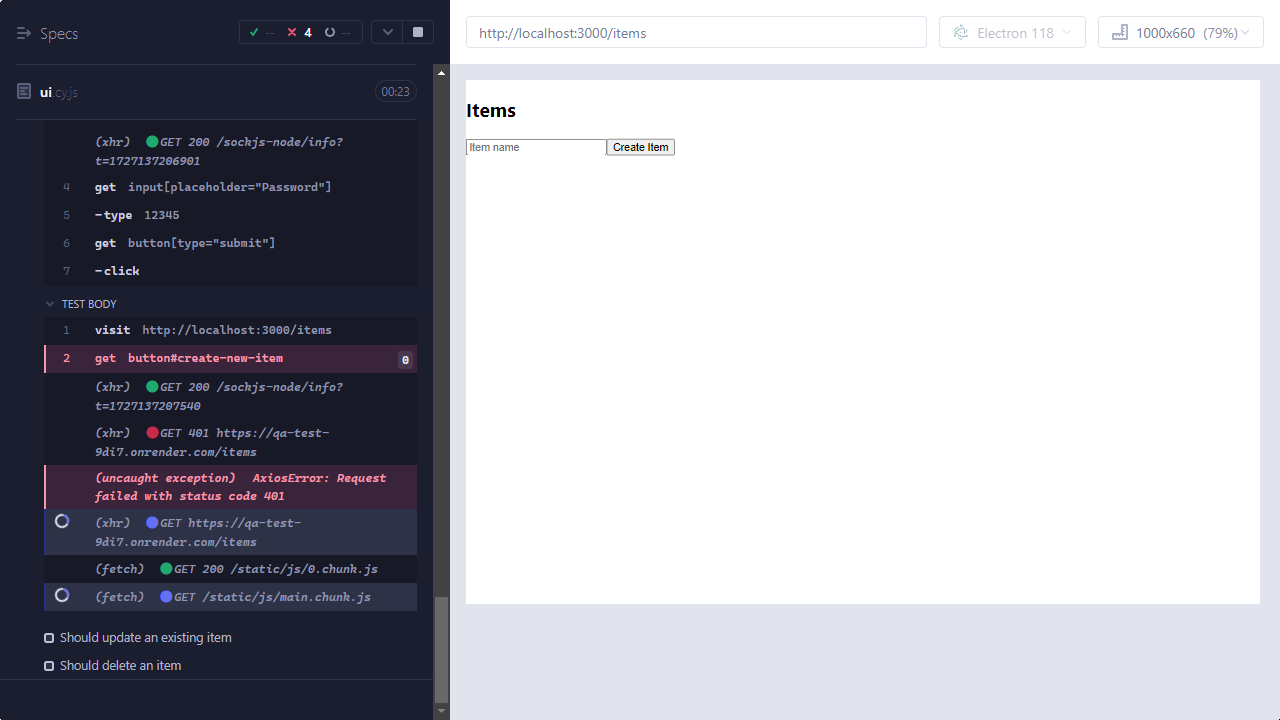 Specs
-- 4 --
ui.cy.js
00:23
(xhr) GET 200 /sockjs-node/info?
t=1727137206901
4 get input[placeholder="Password"]
5 -type 12345
6 get button[type="submit"]
7 -click
TEST BODY
1 visit http://localhost:3000/items
2 get button#create-new-item 0
(xhr) GET 200 /sockjs-node/info?
t=1727137207540
(xhr) GET 401 https://qa-test-
9di7.onrender.com/items
(uncaught exception) AxiosError: Request
failed with status code 401
(xhr) GET https://qa-test-
9di7.onrender.com/items
(fetch) GET 200 /static/js/0.chunk.js
(fetch) GET /static/js/main.chunk.js
Should update an existing item
Should delete an item
http://localhost:3000/items
Electron 118
1000x660 (79%)
Items
Item name
Create Item